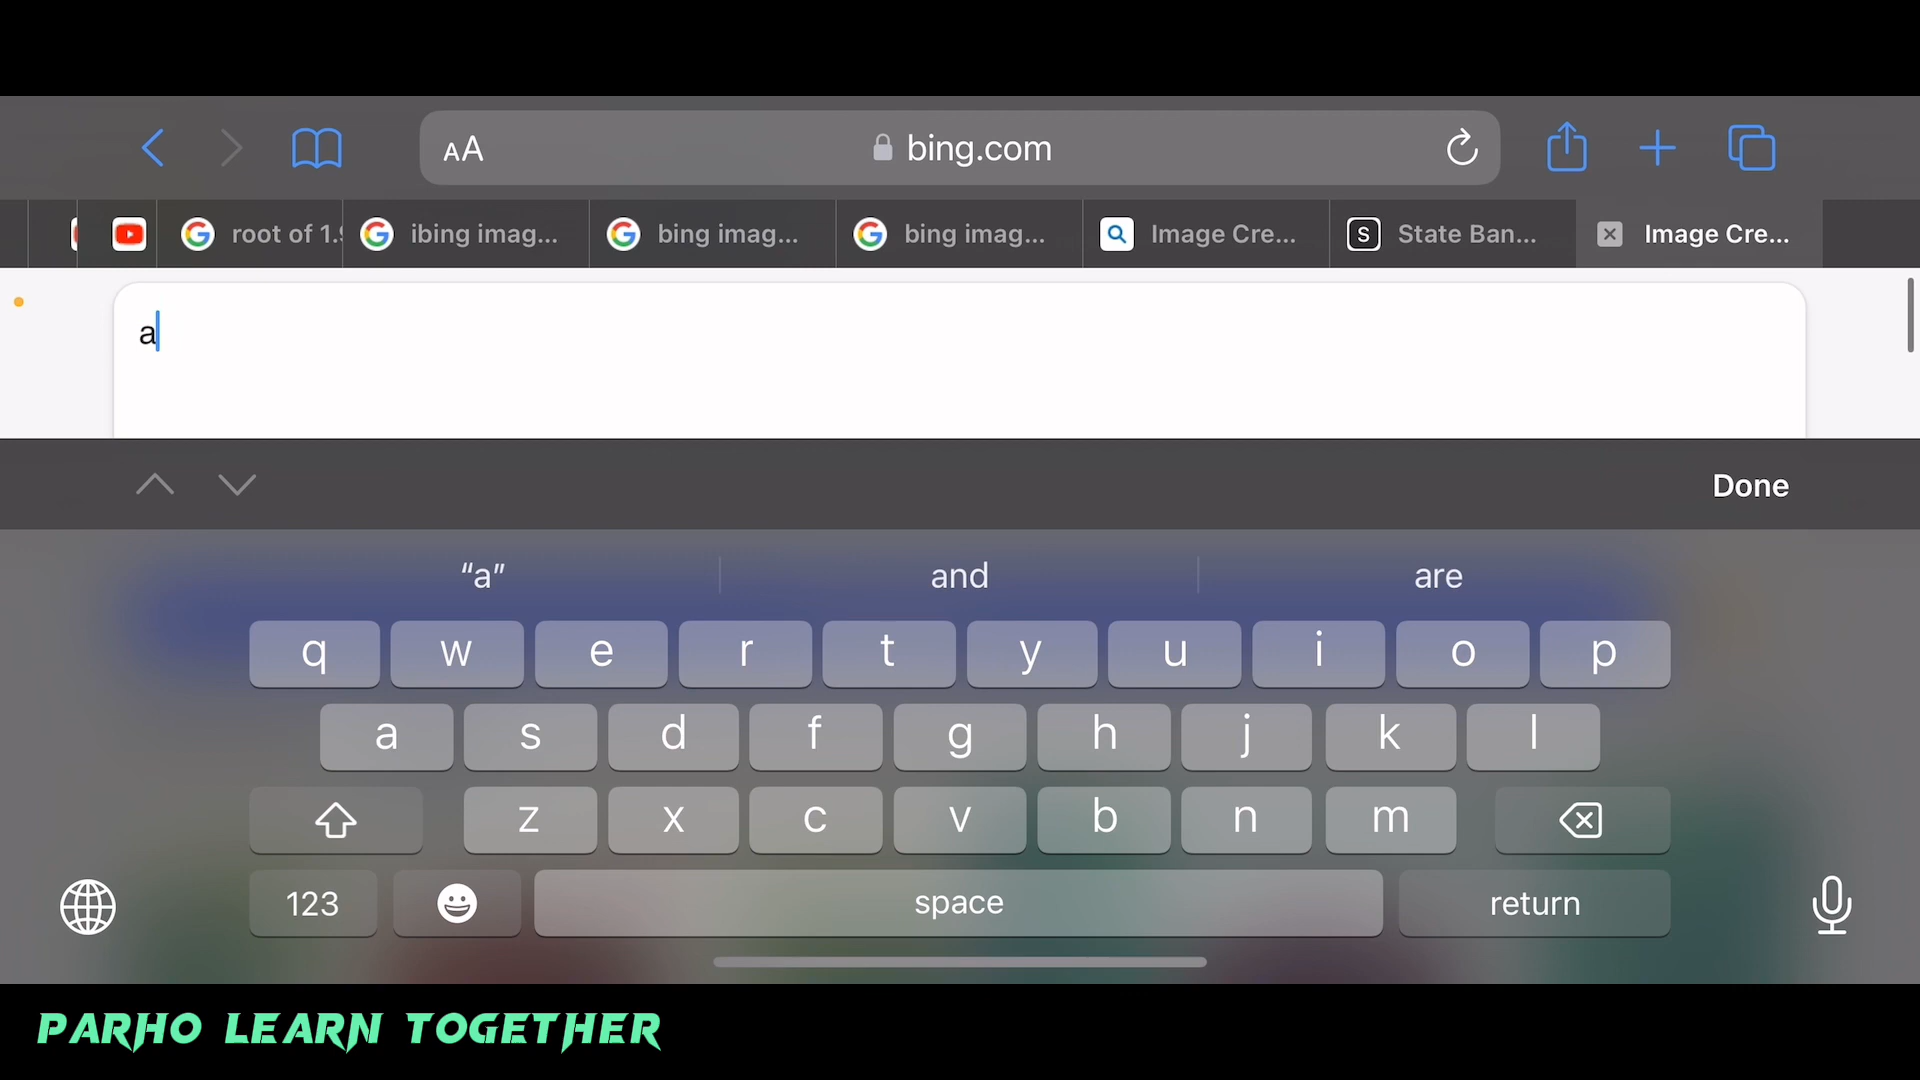 AA bing.com
root of 1.9 ibing imag... bing imag... bing imag... Image Cre... S State Ban... Image Cre...
a
Done
“a” and are
q w e r t y u i o p
a s d f g h j k l
z x c v b n m
123 space return
PARHO LEARN TOGETHER